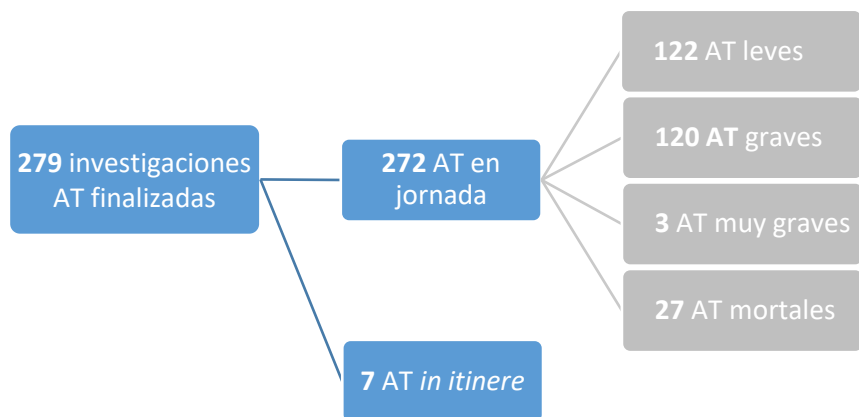 279 investigaciones
AT finalizadas
272 AT en
jornada
7 AT in itinere
122 AT leves
120 AT graves
3 AT muy graves
27 AT mortales